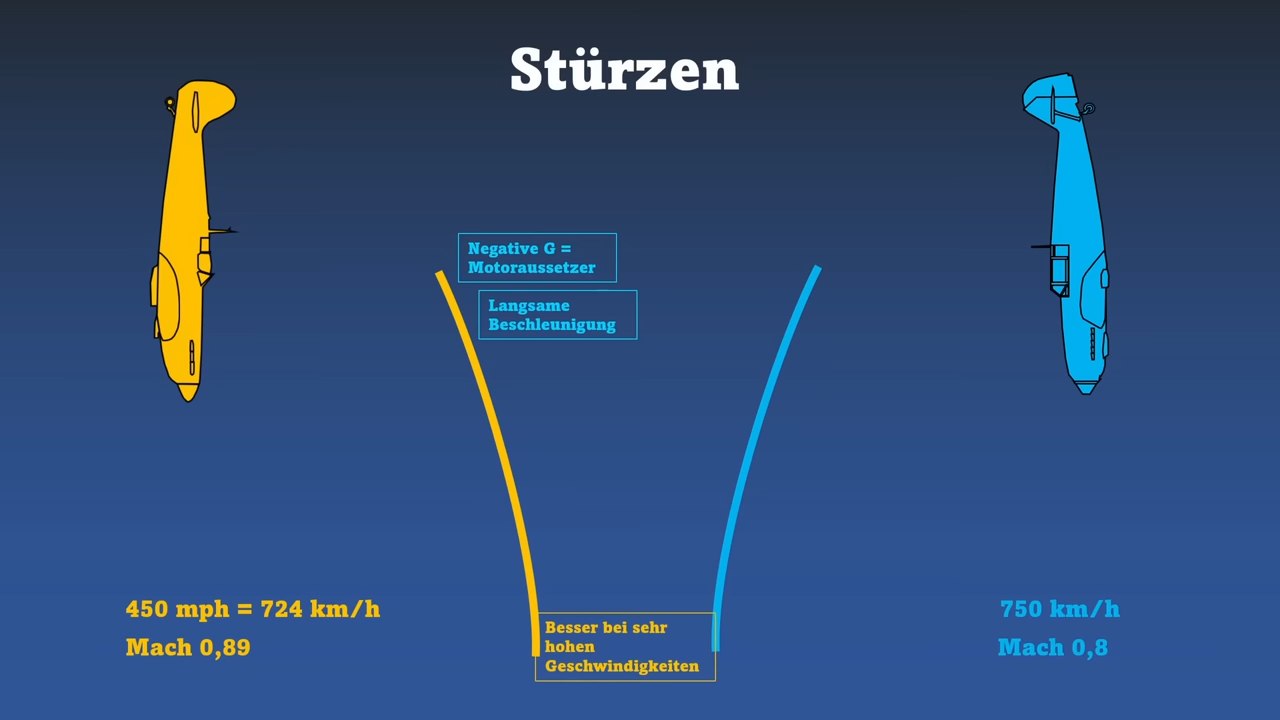 Stürzen
Negative G =
Motoraussetzer
Langsame
Beschleunigung
450 mph = 724 km/h
Mach 0,89
Besser bei sehr
hohen
Geschwindigkeiten
750 km/h
Mach 0,8